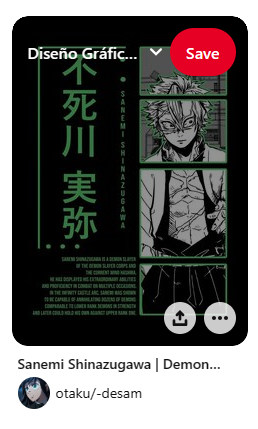 Diseño Gráfic...
Save
不死川 実弥
SANEMI SHINAZUGAWA
SANEMI SHINAZUGAWA IS A DEMON SLAYER
OF THE DEMON SLAYER CORPS AND
THE CURRENT WIND HASHIRA.
HE HAS DISPLAYED HIS EXTRAORDINARY ABILITIES
AND PROFICIENCY IN COMBAT ON MULTIPLE OCCASIONS.
IN THE INFINITY CASTLE ARC, SANEMI WAS SHOWN
TO BE CAPABLE OF ANNIHILATING DOZENS OF DEMONS
COMPARABLE TO LOWER RANK DEMONS IN STRENGTH
AND LATER COULD HOLD HIS OWN AGAINST UPPER RANK ONE
Sanemi Shinazugawa | Demon...
otaku/-desam